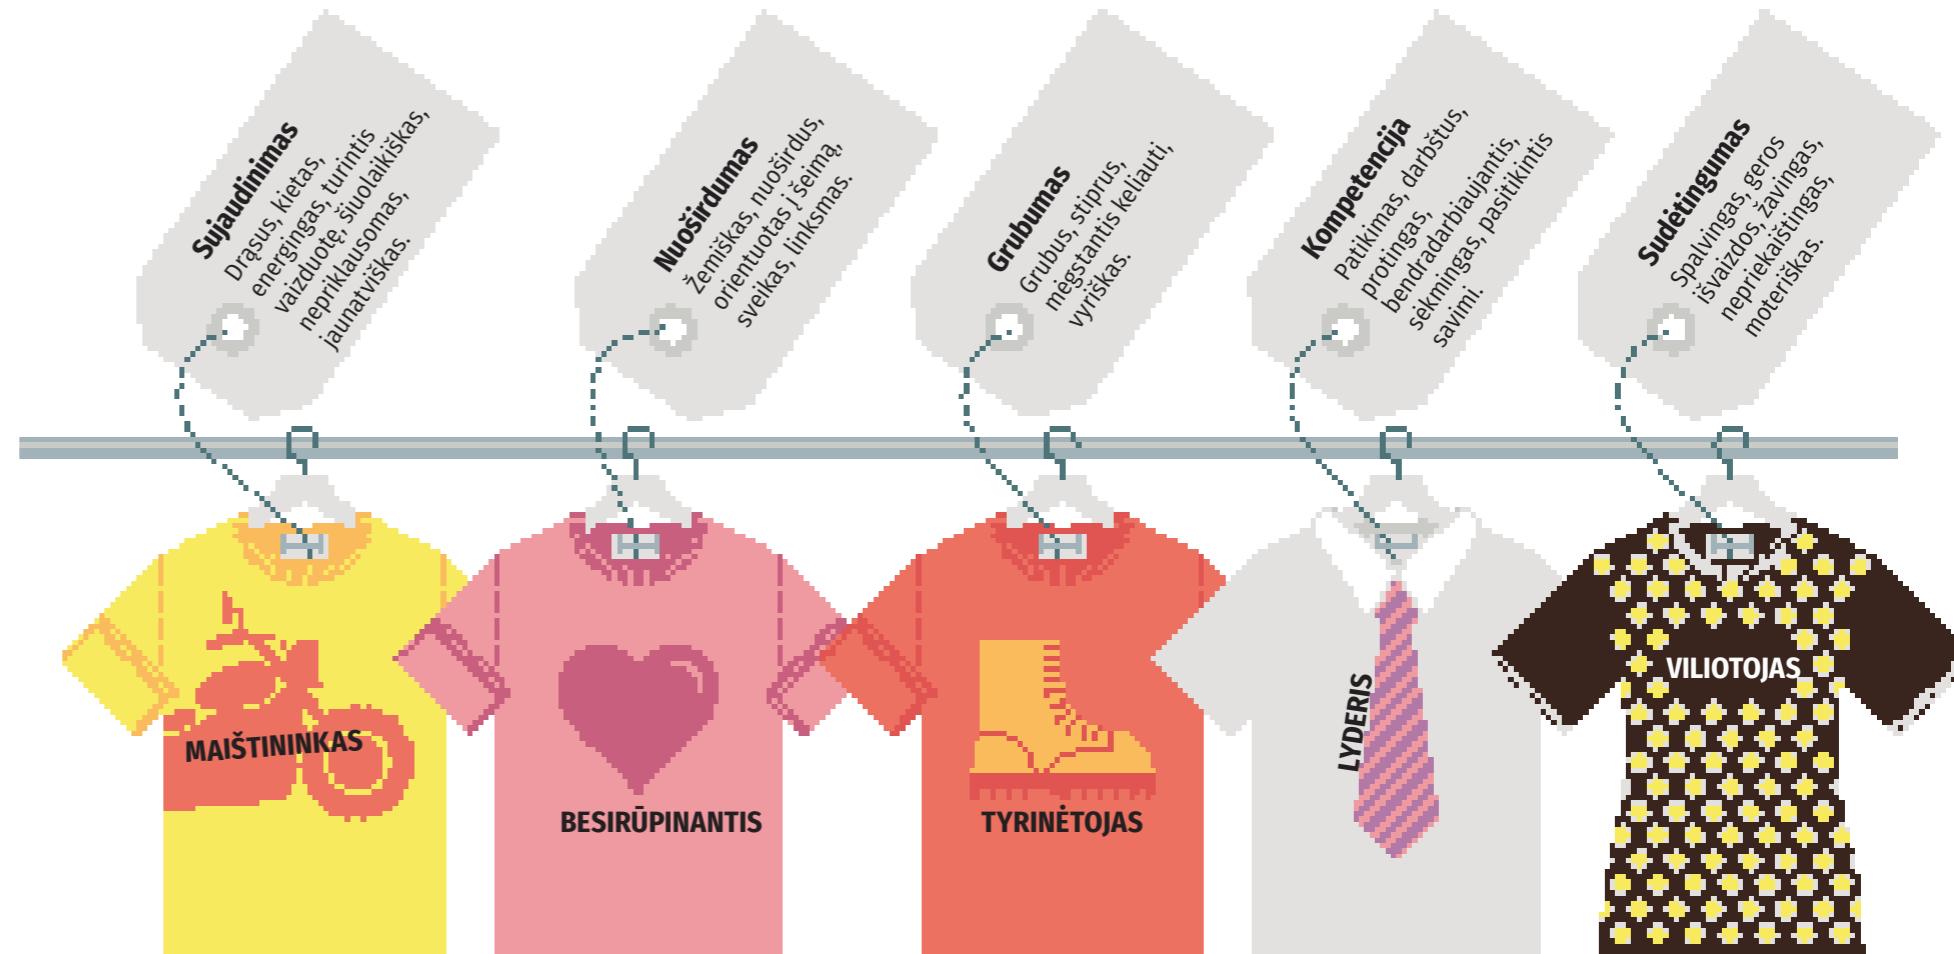 Sujaudinimas
Drąsus, kietas,
energingas, turintis
vaizduotę, šiuolaikiškas,
nepriklausomas,
jaunatviškas.
Nuoširdumas
Žemiškas, nuoširdus,
orientuotas į šeimą,
sveikas, linksmas.
Grubumas
Grubus, stiprus,
mėgstantis keliauti,
vyriškas.
Kompetencija
Patikimas, darbštus,
protingas,
bendradarbiaujantis,
sėkmingas, pasitikintis
savimi.
Sudėtingumas
Spalvingas, geros
išvaizdos, žavingas,
nepriekaištingas,
moteriškas.
MAIŠTININKAS
BESIRŪPINANTIS
TYRINĖTOJAS
LYDERIS
VILIOTOJAS